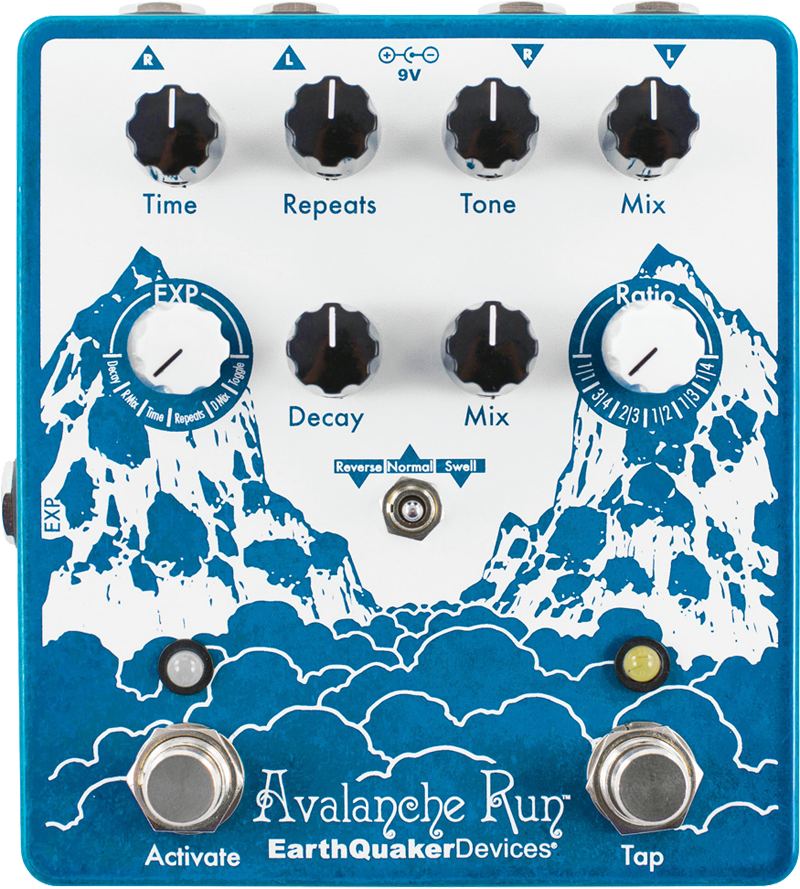 R L 9V R L
Time Repeats Tone Mix
EXP Ratio
Decay R Mix Time Repeats D Mix Toggle
1/1 3/4 2/3 1/2 1/3 1/4
Decay Mix
Reverse Normal Swell
EXP
Avalanche Run™
EarthQuakerDevices®
Activate Tap